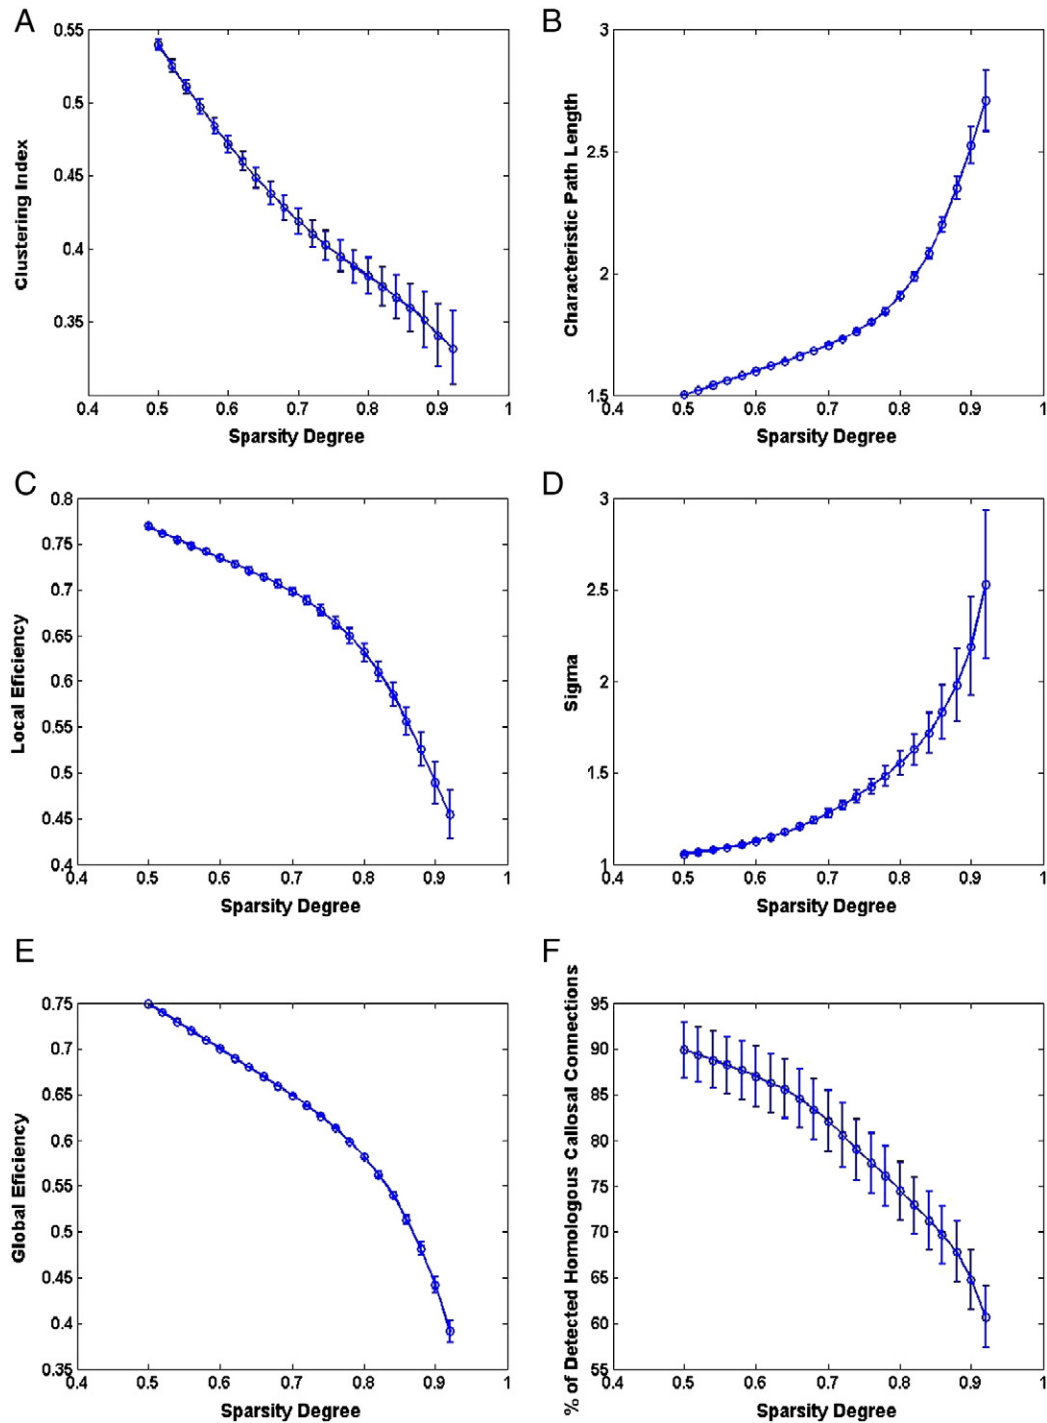 A
0.55
0.5
0.45
0.4
0.35
0.4 0.5 0.6 0.7 0.8 0.9 1
Clustering Index
Sparsity Degree
B
3
2.5
2
1.5
0.4 0.5 0.6 0.7 0.8 0.9 1
Characteristic Path Length
Sparsity Degree
C
0.8
0.75
0.7
0.65
0.6
0.55
0.5
0.45
0.4
0.4 0.5 0.6 0.7 0.8 0.9 1
Local Eficiency
Sparsity Degree
D
3
2.5
2
1.5
1
0.4 0.5 0.6 0.7 0.8 0.9 1
Sigma
Sparsity Degree
E
0.75
0.7
0.65
0.6
0.55
0.5
0.45
0.4
0.35
0.4 0.5 0.6 0.7 0.8 0.9 1
Global Eficiency
Sparsity Degree
F
95
90
85
80
75
70
65
60
55
0.4 0.5 0.6 0.7 0.8 0.9 1
% of Detected Homologous Callosal Connections
Sparsity Degree